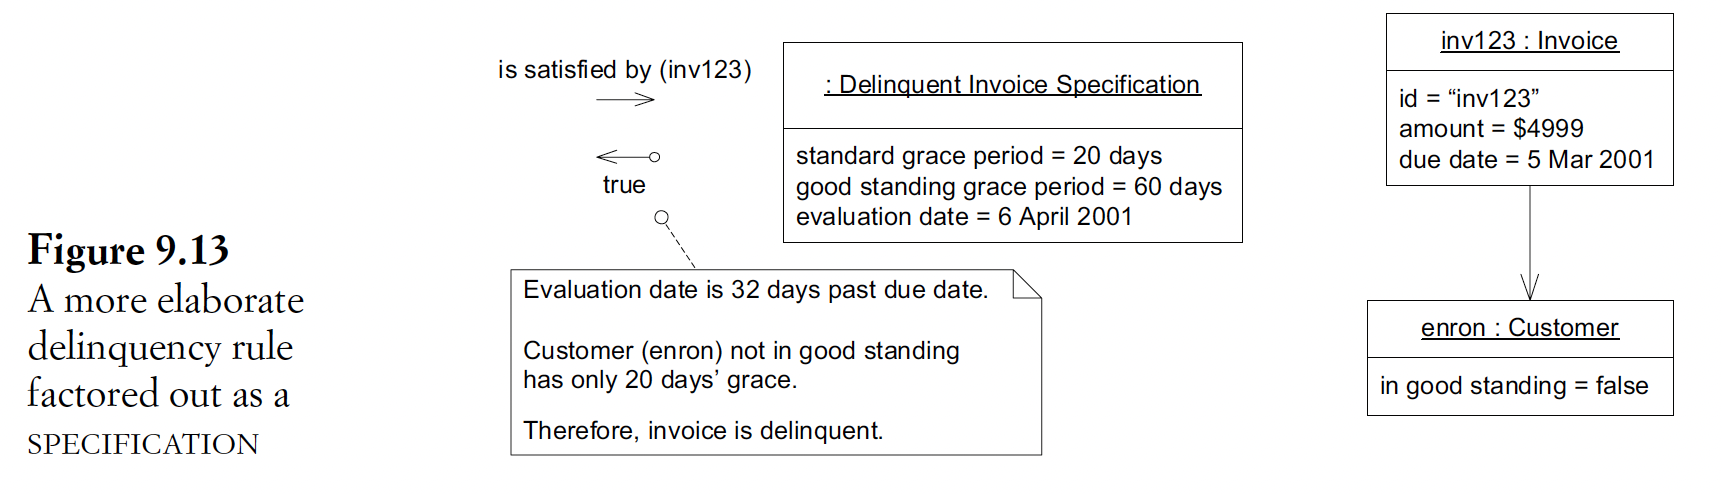 Figure 9.13
A more elaborate
delinquency rule
factored out as a
SPECIFICATION
is satisfied by (inv123)
true
: Delinquent Invoice Specification
standard grace period = 20 days
good standing grace period = 60 days
evaluation date = 6 April 2001
Evaluation date is 32 days past due date.
Customer (enron) not in good standing
has only 20 days’ grace.
Therefore, invoice is delinquent.
inv123 : Invoice
id = “inv123”
amount = $4999
due date = 5 Mar 2001
enron : Customer
in good standing = false